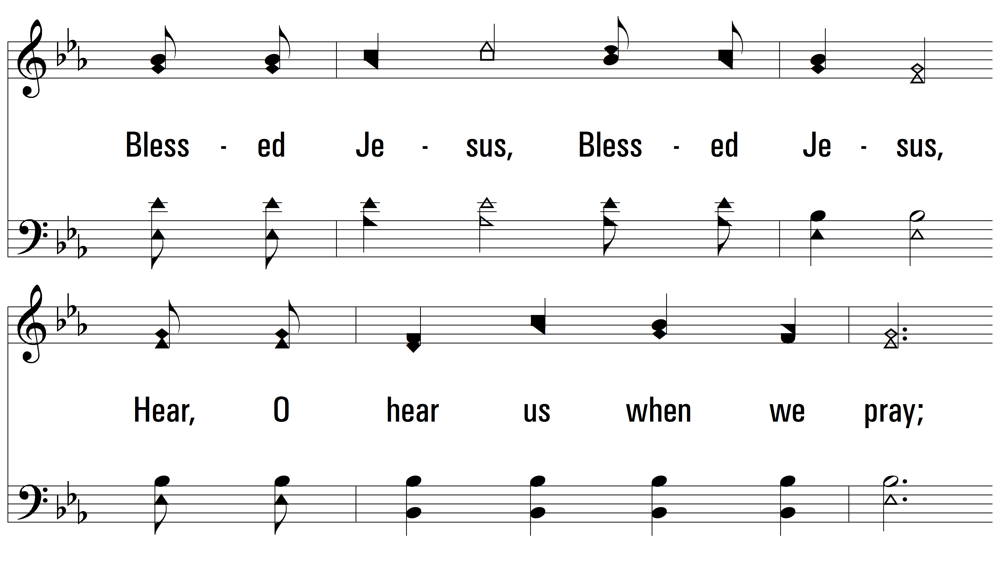 Bless - ed Je - sus, Bless - ed Je - sus,
Hear, O hear us when we pray;